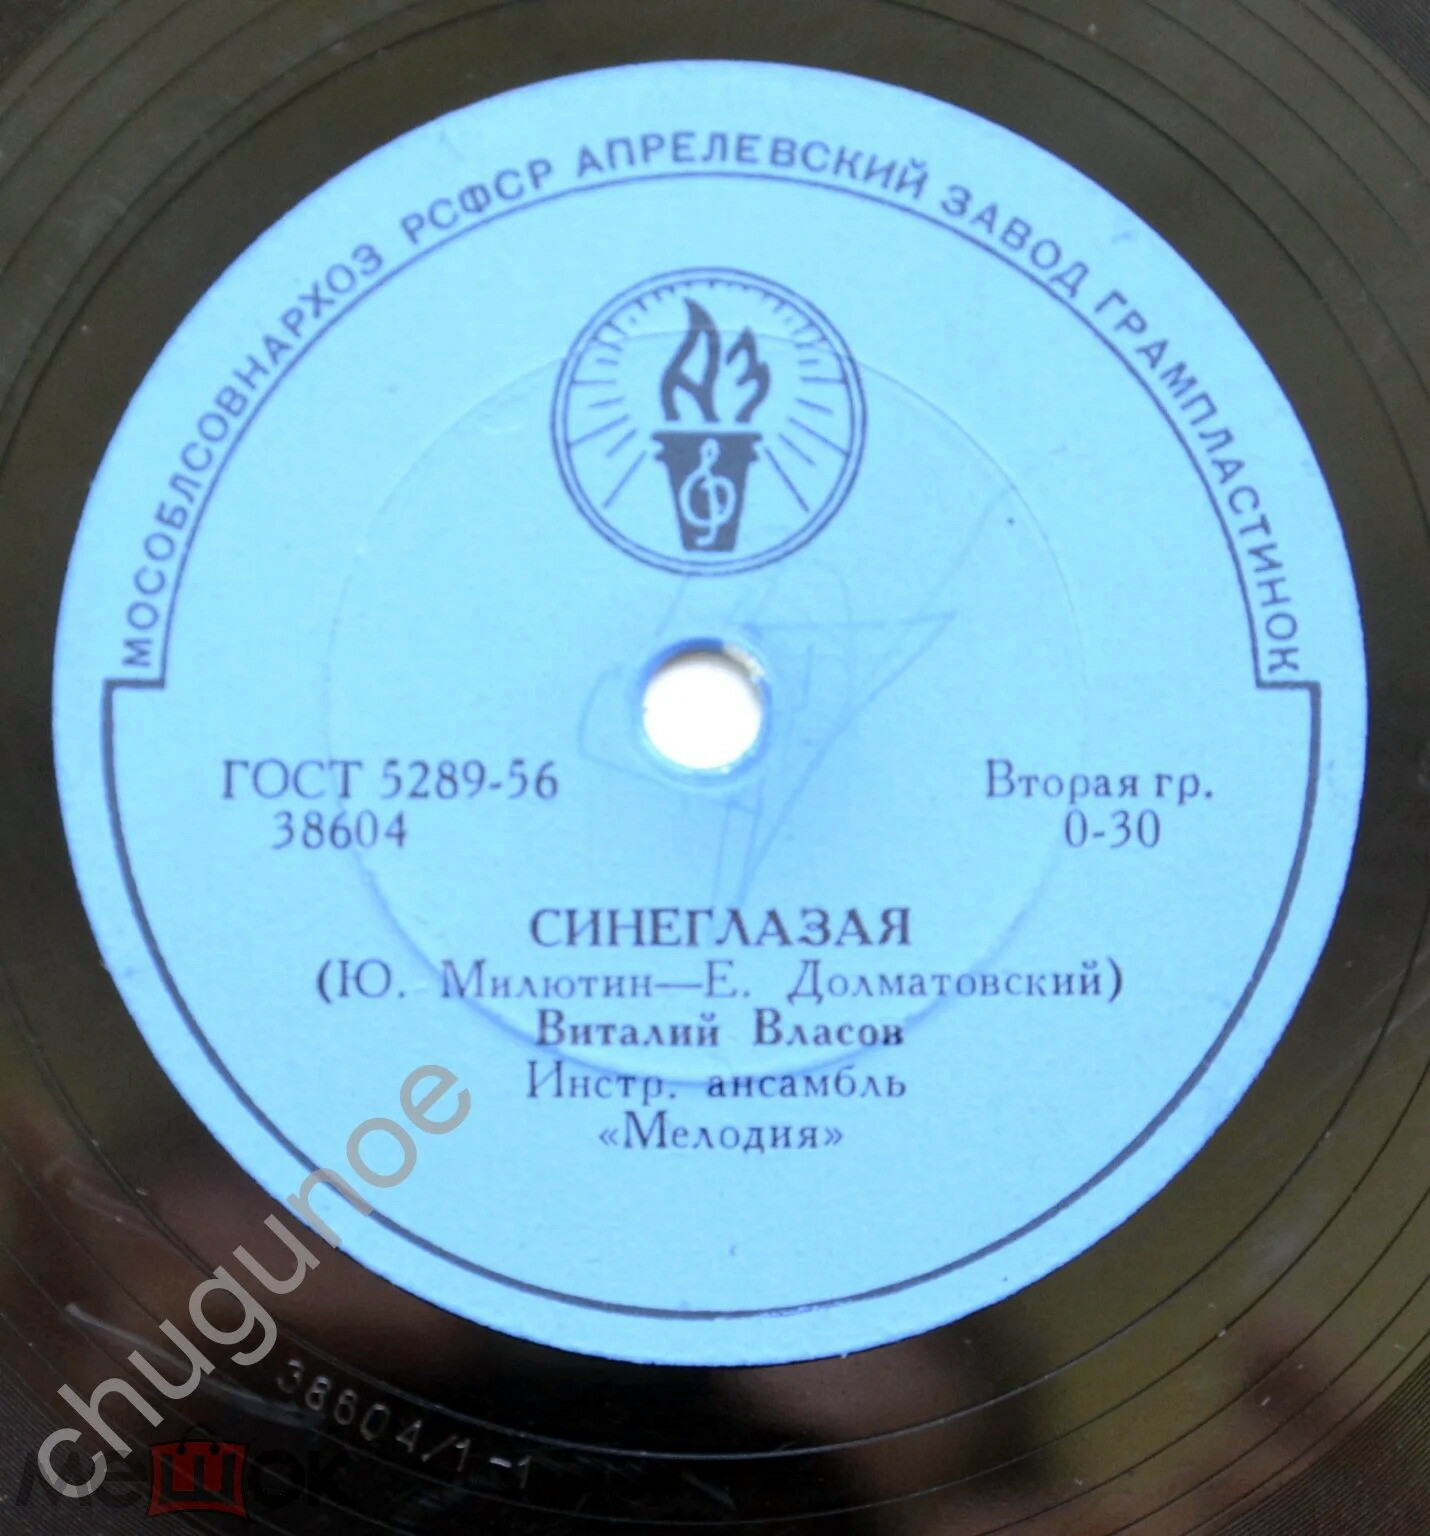 МОСОБЛСОВНАРХОЗ РСФСР АПРЕЛЕВСКИЙ ЗАВОД ГРАМПЛАСТИНОК
АЗ
ГОСТ 5289-56
38604
Вторая гр.
0-30
СИНЕГЛАЗАЯ
(Ю. Милютин—Е. Долматовский)
Виталий Власов
Инстр. ансамбль
«Мелодия»
38604/1-1
chugunoe
мешок